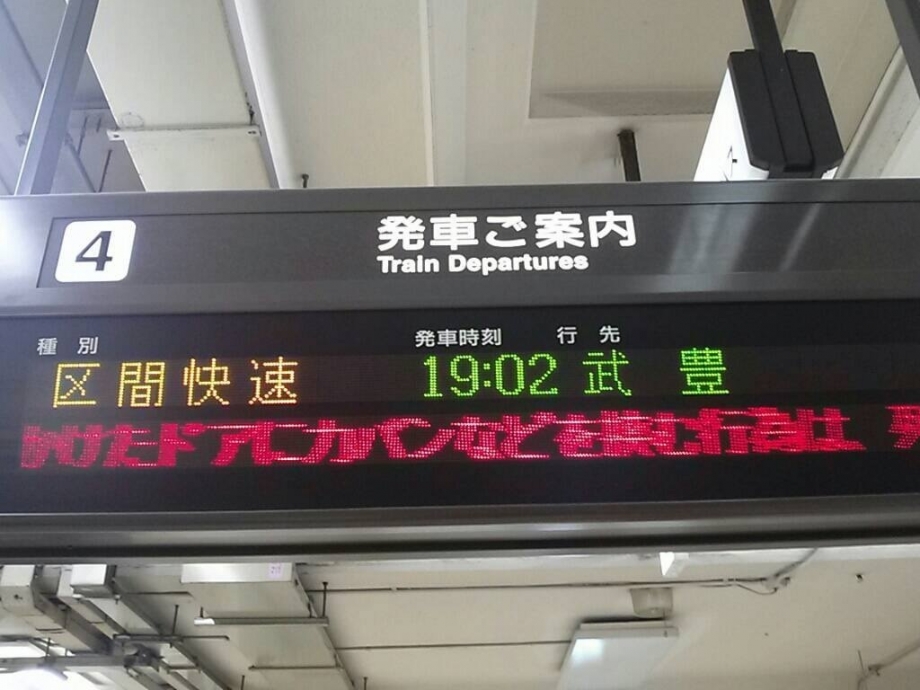 4 発車ご案内
Train Departures
種別 発車時刻 行先
区間快速 19:02 武豊
かけたドアにカバンなどを挟む行為は